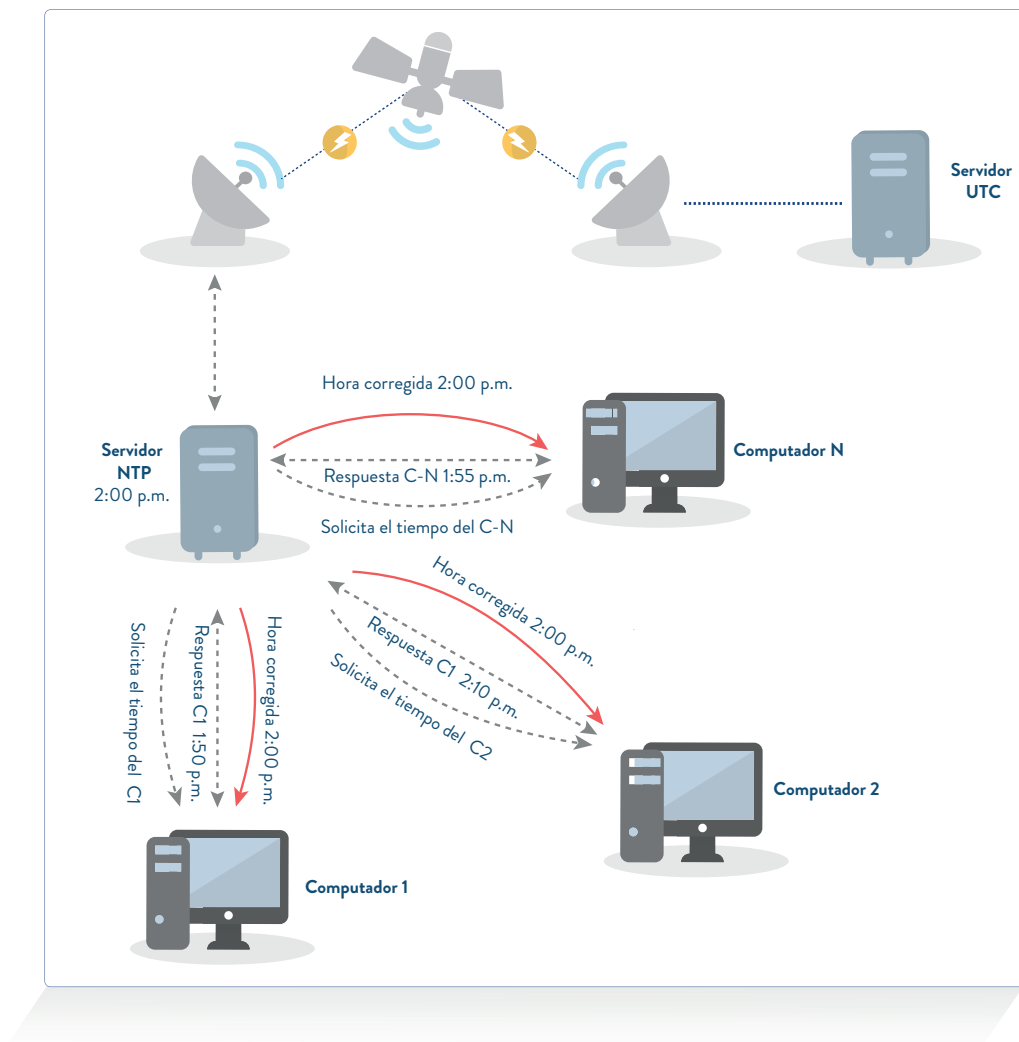 Servidor
UTC
Hora corregida 2:00 p.m.
Servidor
NTP
2:00 p.m.
Computador N
Respuesta C-N 1:55 p.m.
Solicita el tiempo del C-N
Hora corregida 2:00 p.m.
Respuesta C1 2:10 p.m.
Solicita el tiempo del C2
Solicita el tiempo del C1
Respuesta C1 1:50 p.m.
Hora corregida 2:00 p.m.
Computador 2
Computador 1